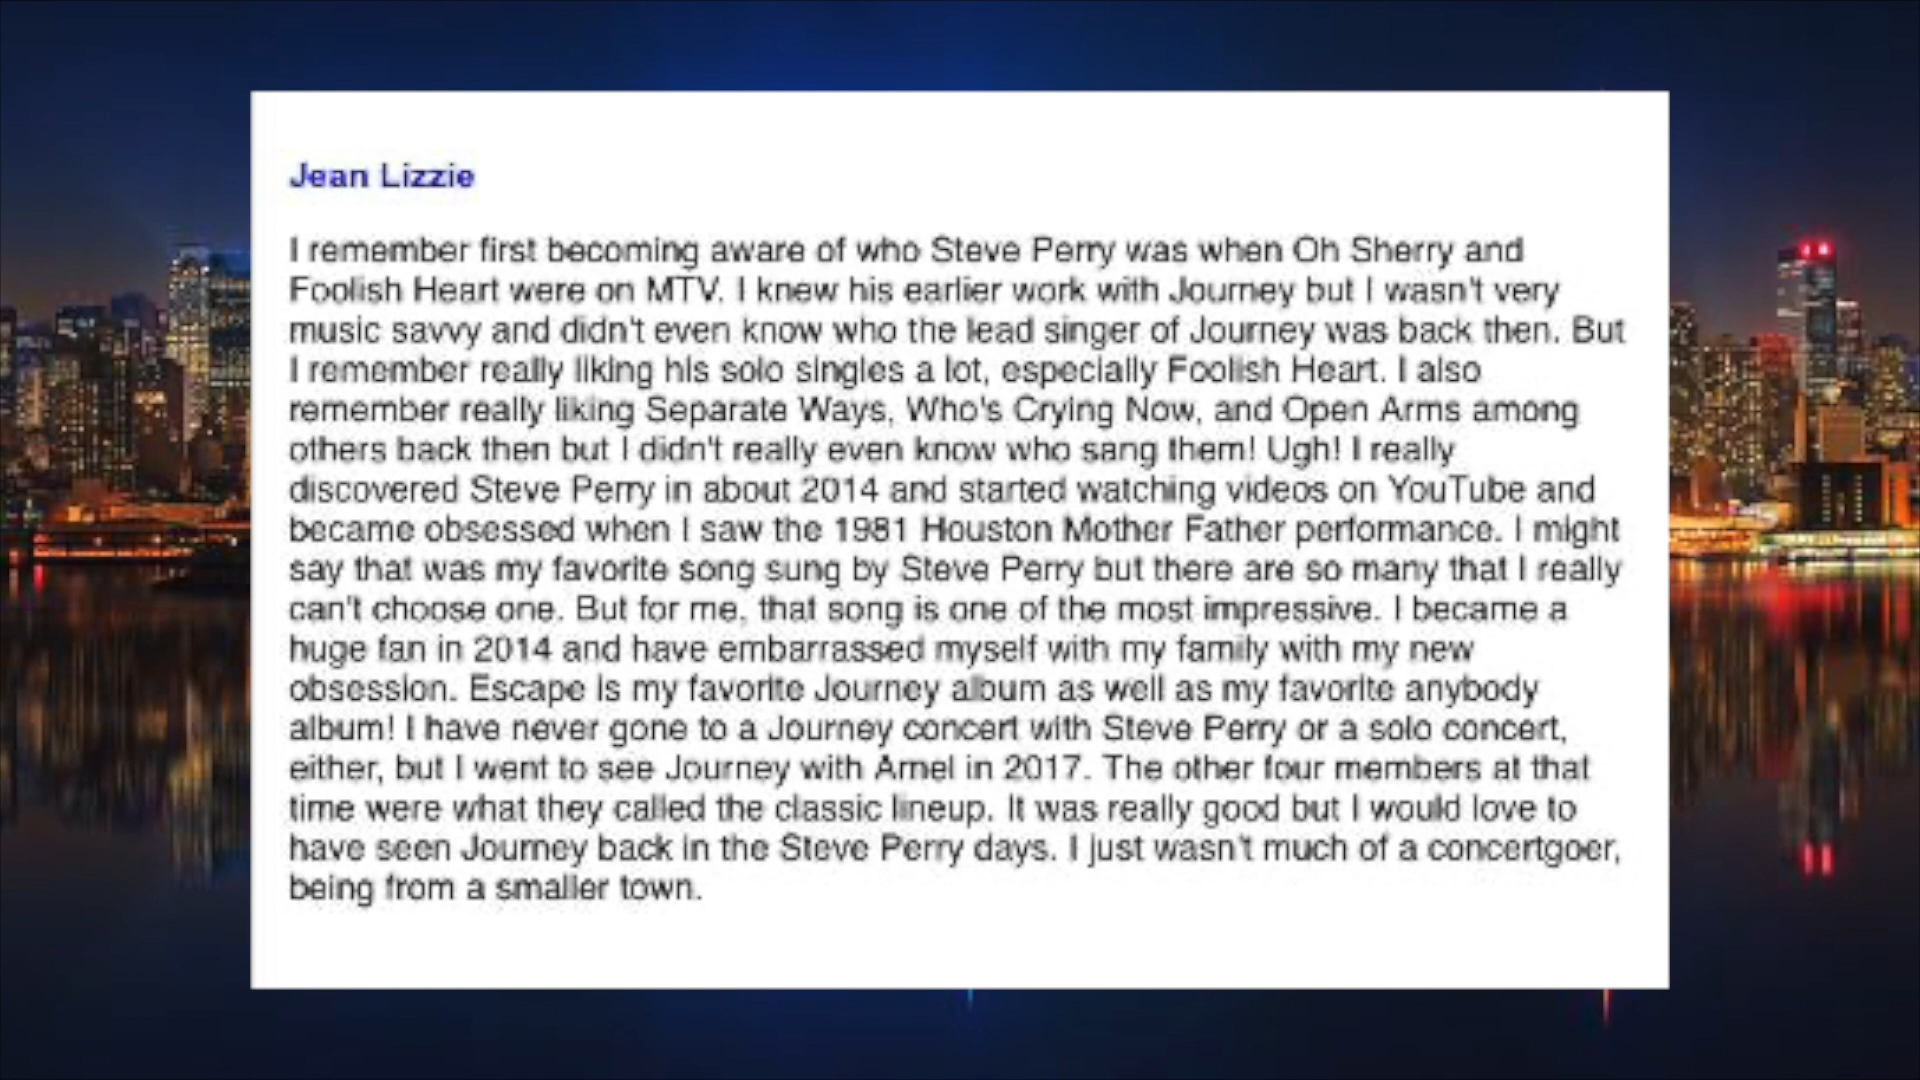 Jean Lizzie
I remember first becoming aware of who Steve Perry was when Oh Sherry and
Foolish Heart were on MTV. I knew his earlier work with Journey but I wasn't very
music savvy and didn't even know who the lead singer of Journey was back then. But
I remember really liking his solo singles a lot, especially Foolish Heart. I also
remember really liking Separate Ways, Who's Crying Now, and Open Arms among
others back then but I didn't really even know who sang them! Ugh! I really
discovered Steve Perry in about 2014 and started watching videos on YouTube and
became obsessed when I saw the 1981 Houston Mother Father performance. I might
say that was my favorite song sung by Steve Perry but there are so many that I really
can't choose one. But for me, that song is one of the most impressive. I became a
huge fan in 2014 and have embarrassed myself with my family with my new
obsession. Escape is my favorite Journey album as well as my favorite anybody
album! I have never gone to a Journey concert with Steve Perry or a solo concert,
either, but I went to see Journey with Arnel in 2017. The other four members at that
time were what they called the classic lineup. It was really good but I would love to
have seen Journey back in the Steve Perry days. I just wasn't much of a concertgoer,
being from a smaller town.